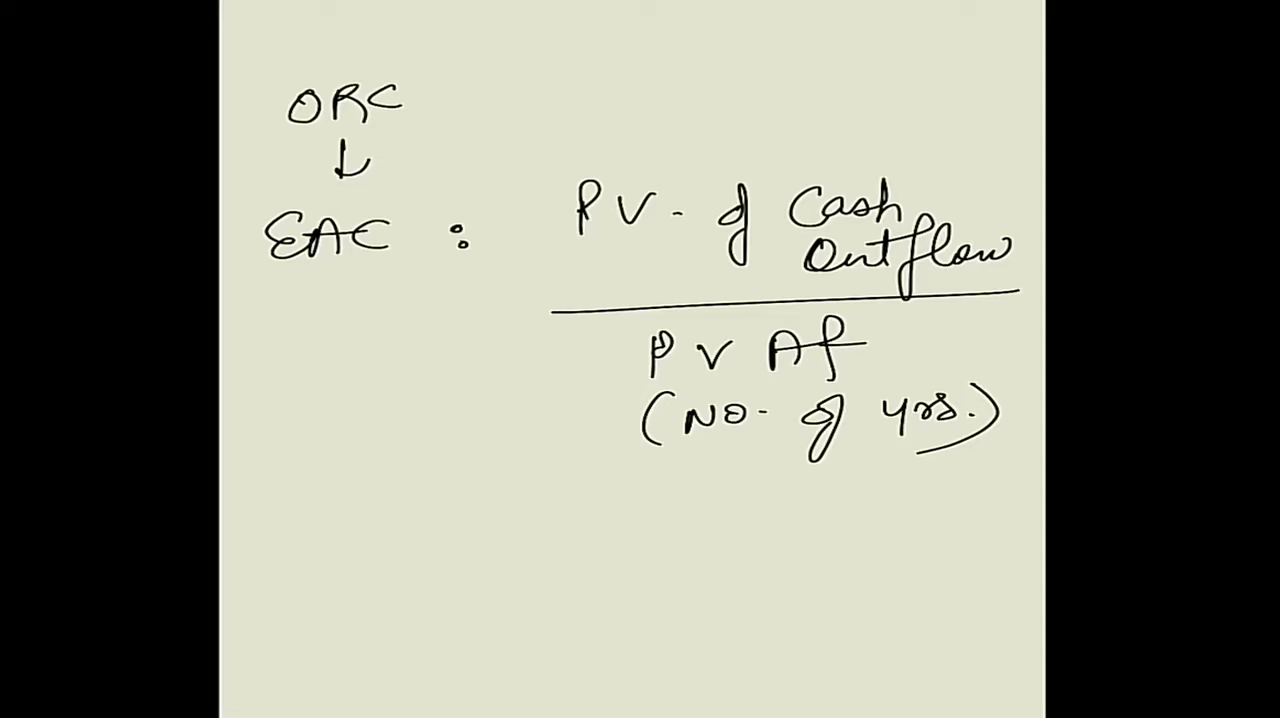 ORC
↓
EAC : PV. of Cash Outflow
PVAf
(NO. of yrs.)